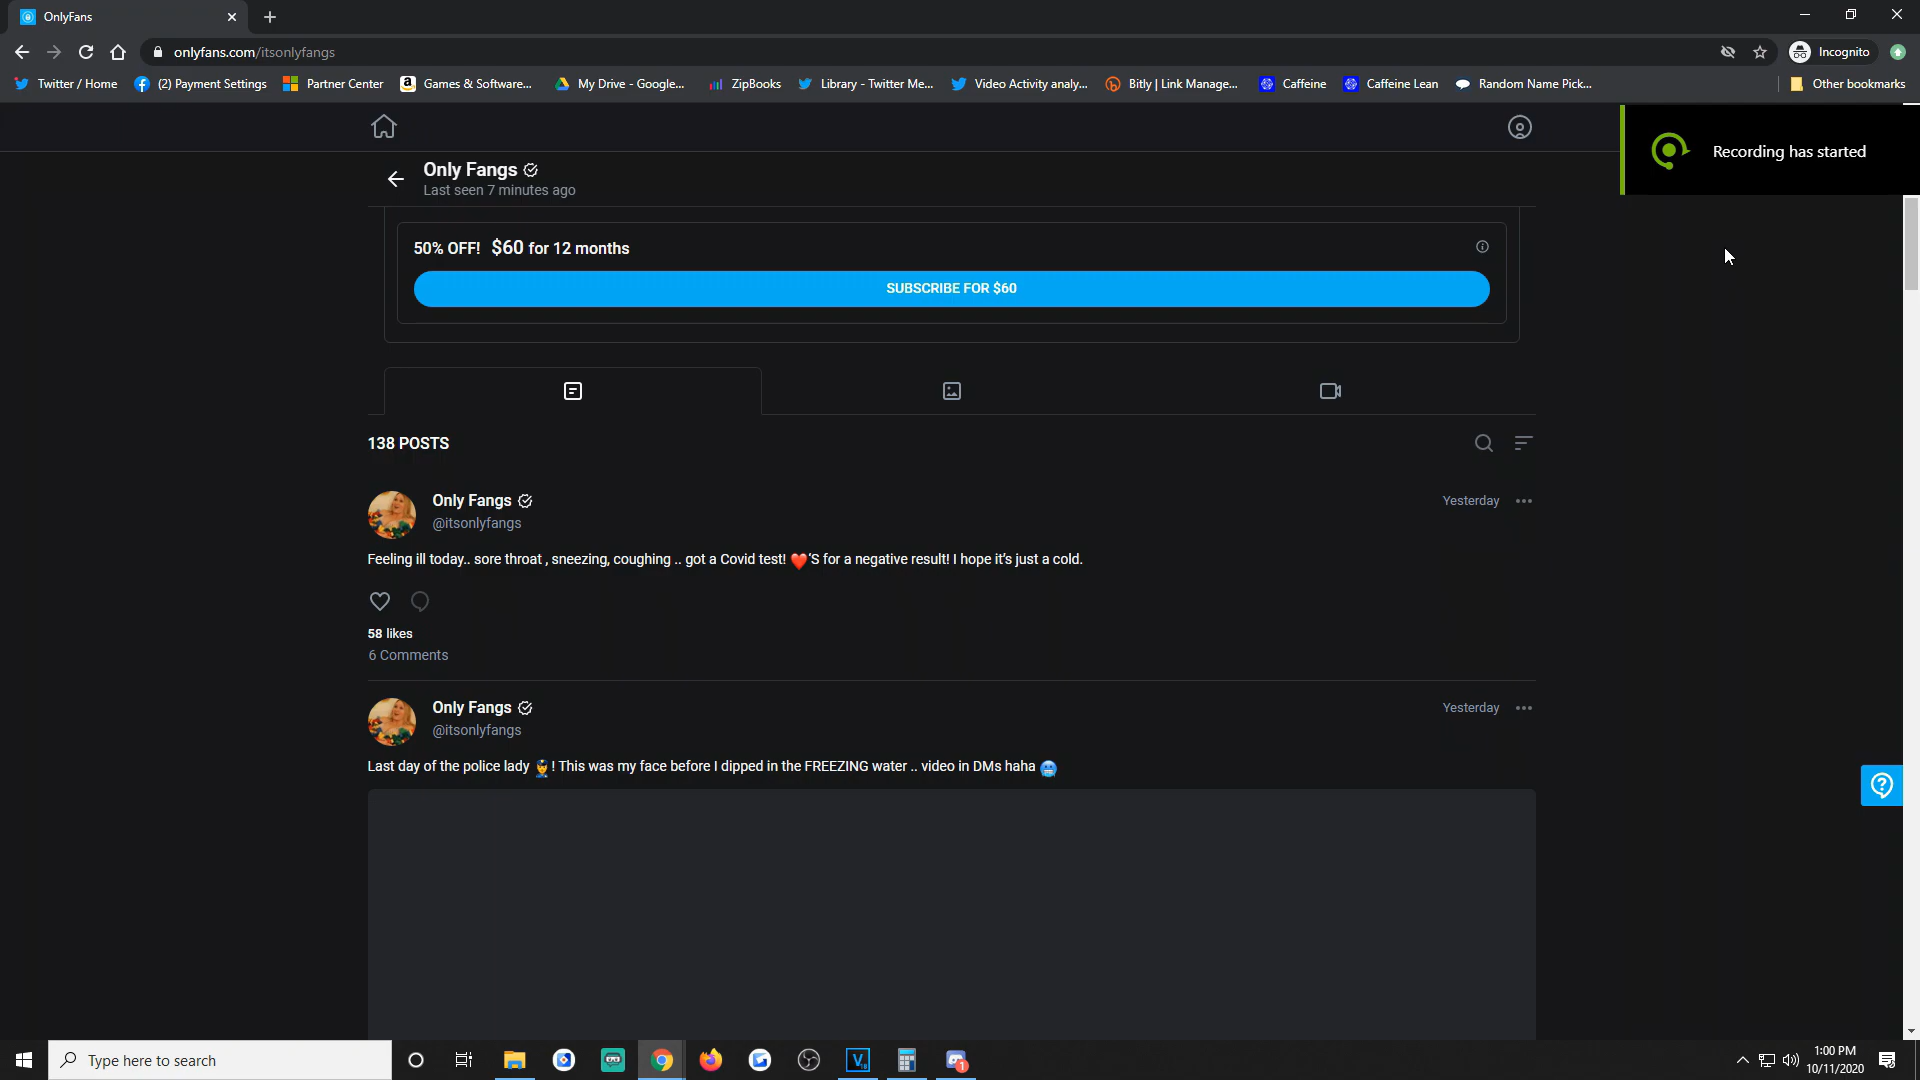 OnlyFans
onlyfans.com/itsonlyfangs
Incognito
Twitter / Home
(2) Payment Settings
Partner Center
Games & Software...
My Drive - Google...
ZipBooks
Library - Twitter Me...
Video Activity analy...
Bitly | Link Manage...
Caffeine
Caffeine Lean
Random Name Pick...
Other bookmarks
Recording has started
Only Fangs
Last seen 7 minutes ago
50% OFF! $60 for 12 months
SUBSCRIBE FOR $60
138 POSTS
Only Fangs
Yesterday
@itsonlyfangs
Feeling ill today.. sore throat , sneezing, coughing .. got a Covid test! ❤️'S for a negative result! I hope it's just a cold.
58 likes
6 Comments
Only Fangs
Yesterday
@itsonlyfangs
Last day of the police lady 👮! This was my face before I dipped in the FREEZING water .. video in DMs haha 🥶
Type here to search
1:00 PM
10/11/2020